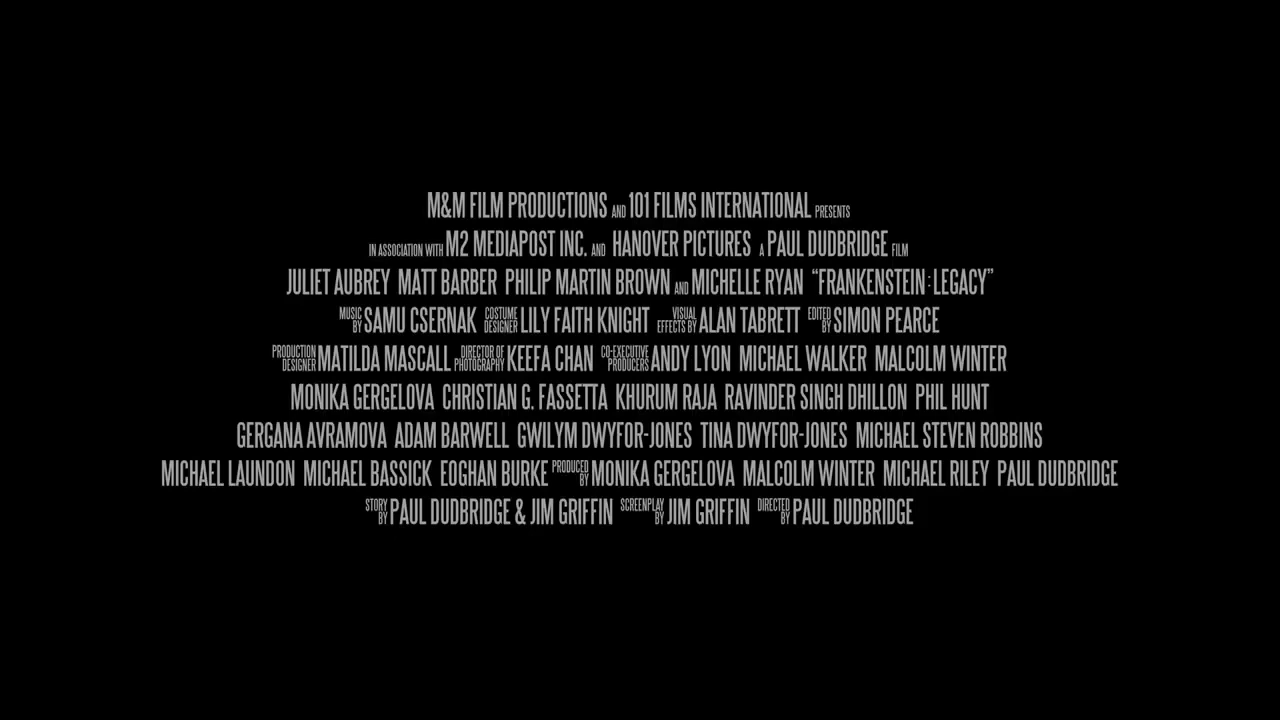 M&M FILM PRODUCTIONS AND 101 FILMS INTERNATIONAL PRESENTS
IN ASSOCIATION WITH M2 MEDIAPOST INC. AND HANOVER PICTURES A PAUL DUDBRIDGE FILM
JULIET AUBREY MATT BARBER PHILIP MARTIN BROWN AND MICHELLE RYAN “FRANKENSTEIN : LEGACY”
MUSIC BY SAMU CSERNAK COSTUME DESIGNER LILY FAITH KNIGHT VISUAL EFFECTS BY ALAN TABRETT EDITED BY SIMON PEARCE
PRODUCTION DESIGNER MATILDA MASCALL DIRECTOR OF PHOTOGRAPHY KEEFA CHAN CO-EXECUTIVE PRODUCERS ANDY LYON MICHAEL WALKER MALCOLM WINTER
MONIKA GERGELOVA CHRISTIAN G. FASSETTA KHURUM RAJA RAVINDER SINGH DHILLON PHIL HUNT
GERGANA AVRAMOVA ADAM BARWELL GWILYM DWYFOR-JONES TINA DWYFOR-JONES MICHAEL STEVEN ROBBINS
MICHAEL LAUNDON MICHAEL BASSICK EOGHAN BURKE PRODUCED BY MONIKA GERGELOVA MALCOLM WINTER MICHAEL RILEY PAUL DUDBRIDGE
STORY BY PAUL DUDBRIDGE & JIM GRIFFIN SCREENPLAY BY JIM GRIFFIN DIRECTED BY PAUL DUDBRIDGE